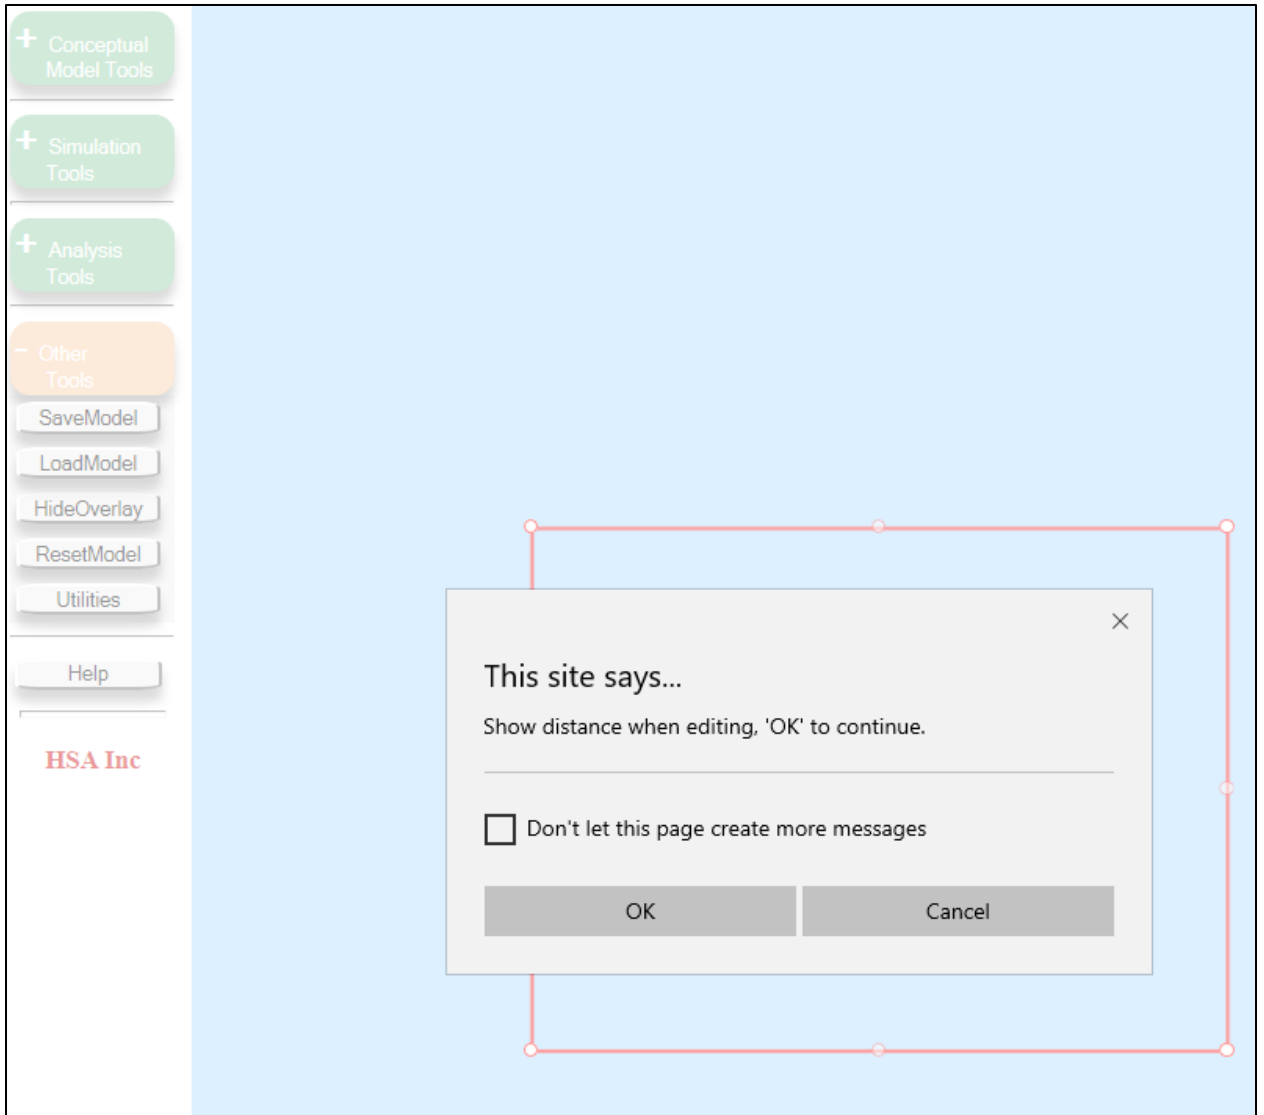 + Conceptual
Model Tools
+ Simulation
Tools
+ Analysis
Tools
- Other
Tools
SaveModel
LoadModel
HideOverlay
ResetModel
Utilities
Help
HSA Inc
This site says...
Show distance when editing, 'OK' to continue.
Don't let this page create more messages
OK
Cancel